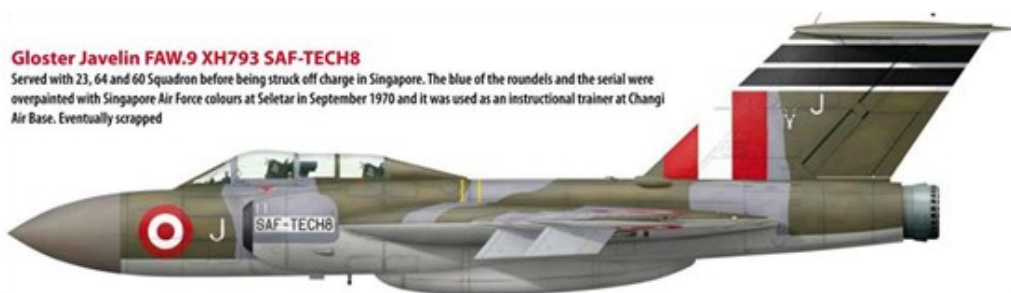 Gloster Javelin FAW.9 XH793 SAF-TECH8
Served with 23, 64 and 60 Squadron before being struck off charge in Singapore. The blue of the roundels and the serial were
overpainted with Singapore Air Force colours at Seletar in September 1970 and it was used as an instructional trainer at Changi
Air Base. Eventually scrapped
J
Y
J
SAF-TECH8